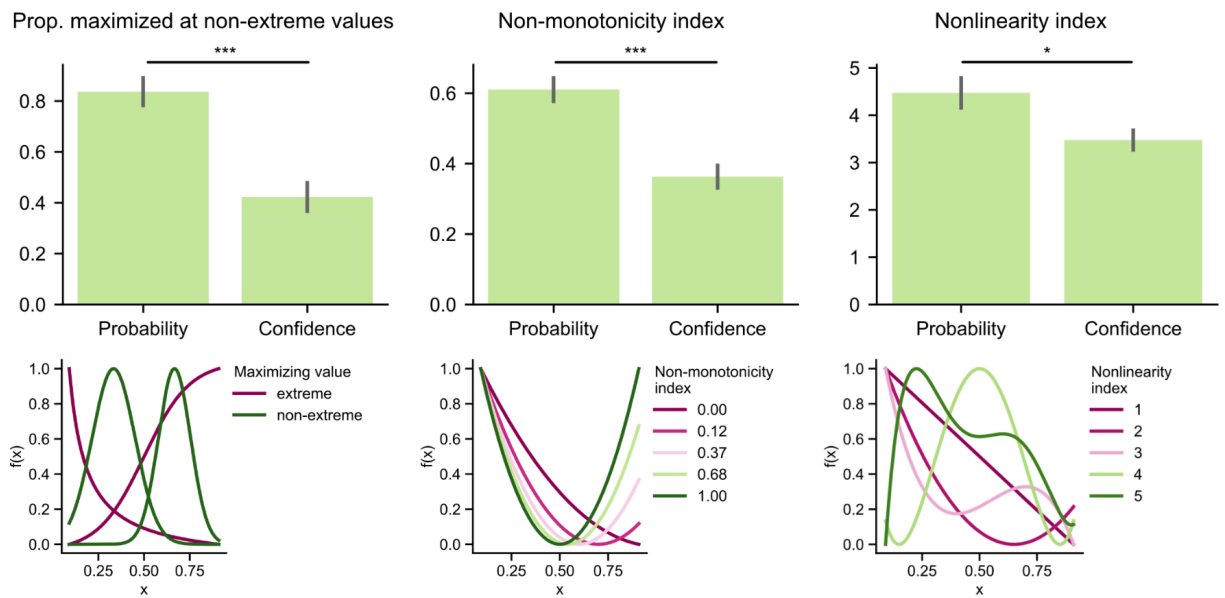 Prop. maximized at non-extreme values
***
0.8
0.6
0.4
0.2
0.0
Probability
Confidence
Non-monotonicity index
***
0.6
0.4
0.2
0.0
Probability
Confidence
Nonlinearity index
*
5
4
3
2
1
0
Probability
Confidence
1.0
0.8
0.6
0.4
0.2
0.0
f(x)
0.25
0.50
0.75
x
Maximizing value
extreme
non-extreme
1.0
0.8
0.6
0.4
0.2
0.0
f(x)
0.25
0.50
0.75
x
Non-monotonicity
index
0.00
0.12
0.37
0.68
1.00
1.0
0.8
0.6
0.4
0.2
0.0
f(x)
0.25
0.50
0.75
x
Nonlinearity
index
1
2
3
4
5